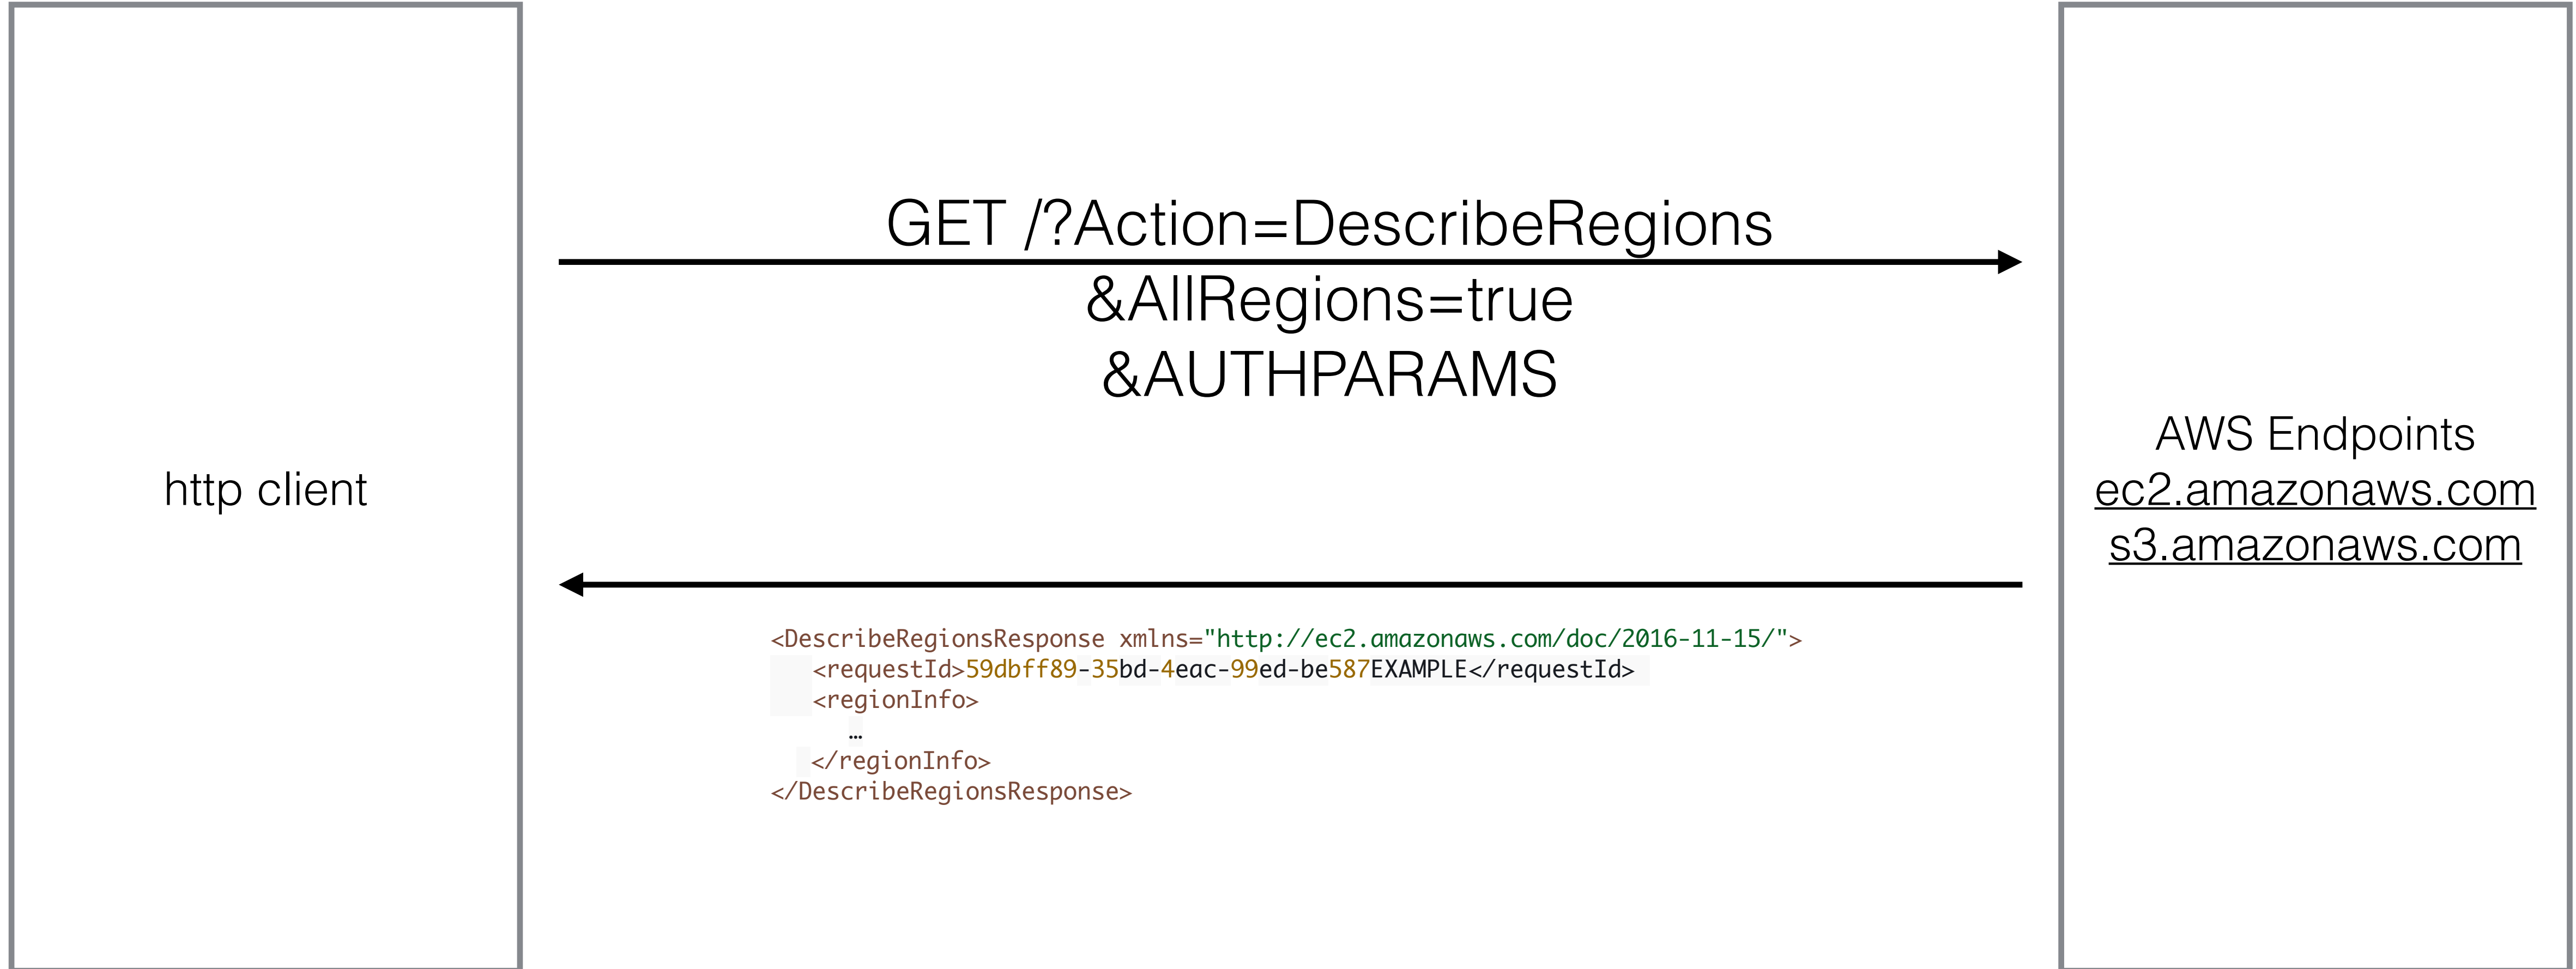 http client
GET /?Action=DescribeRegions
&AllRegions=true
&AUTHPARAMS
<DescribeRegionsResponse xmlns="http://ec2.amazonaws.com/doc/2016-11-15/">
<requestId>59dbff89-35bd-4eac-99ed-be587EXAMPLE</requestId>
<regionInfo>
…
</regionInfo>
</DescribeRegionsResponse>
AWS Endpoints
ec2.amazonaws.com
s3.amazonaws.com